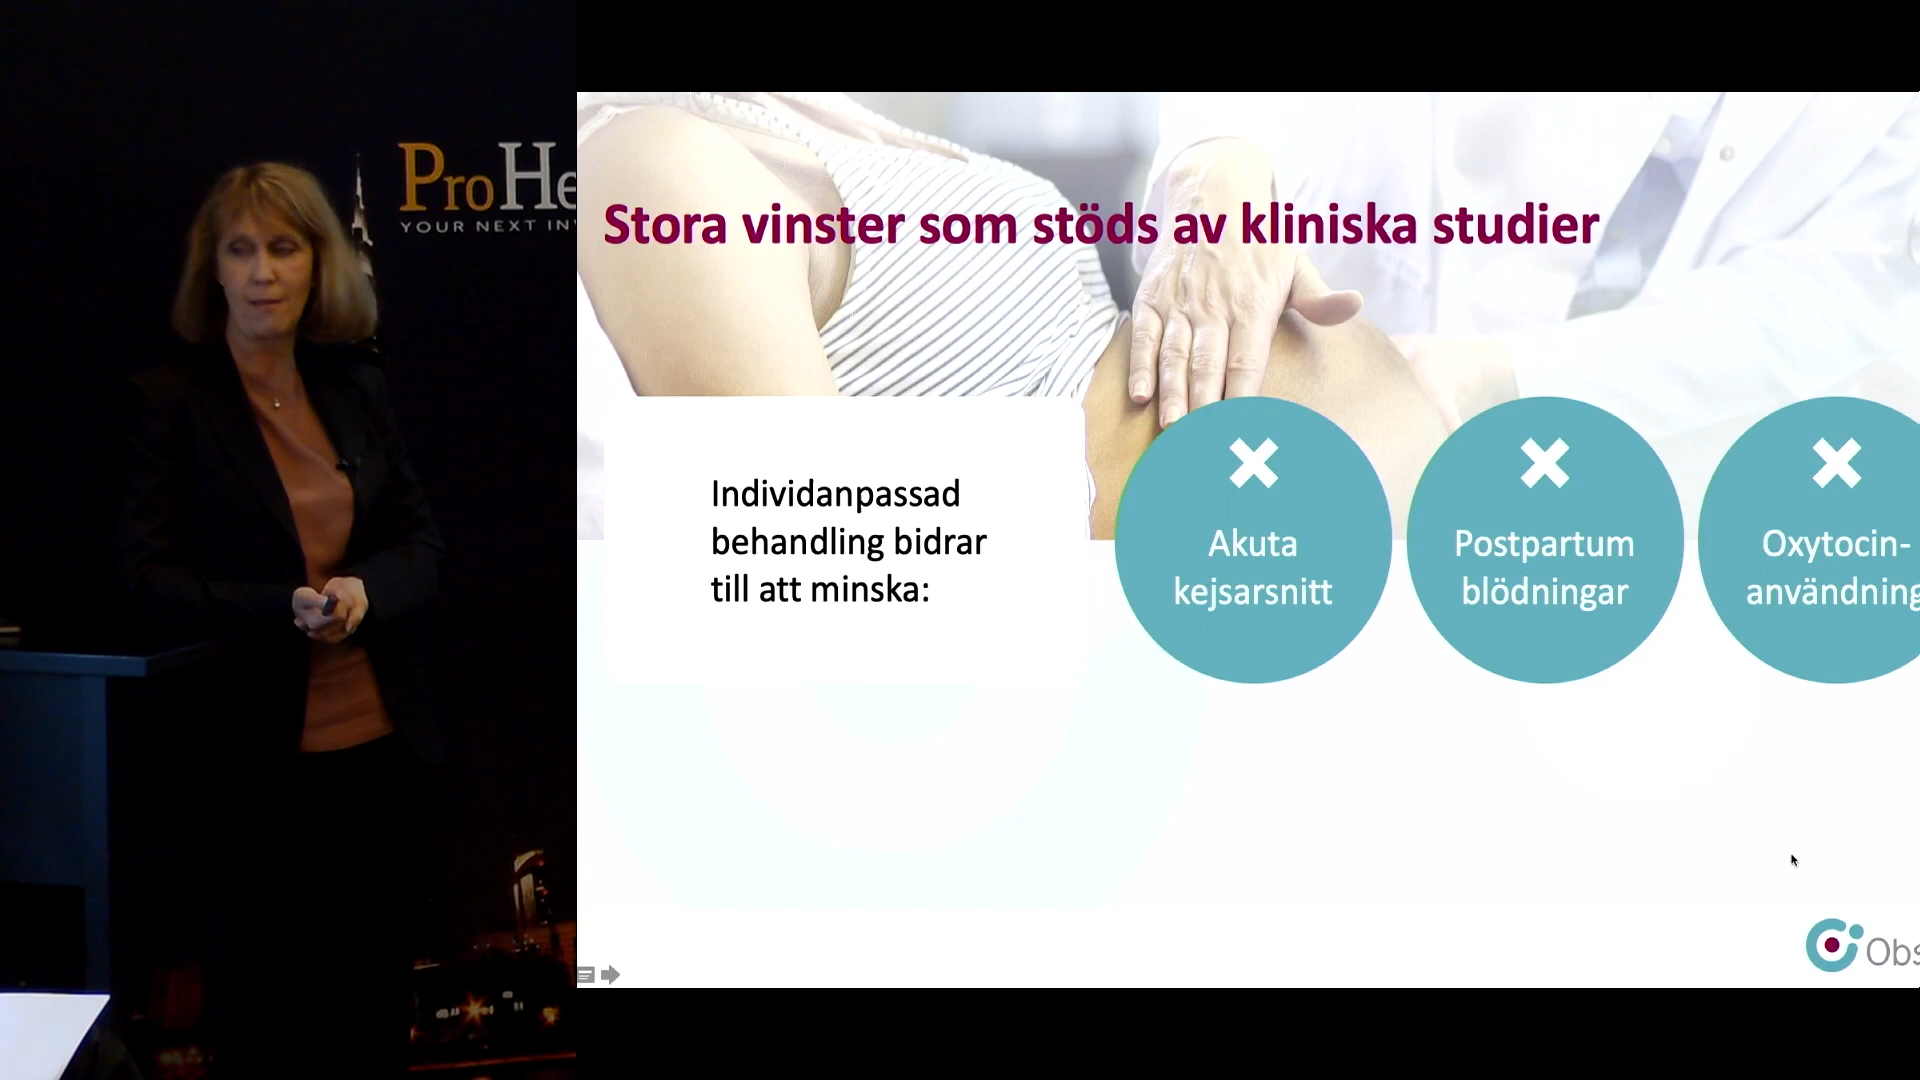 ProHe
YOUR NEXT IN
Stora vinster som stöds av kliniska studier
Individanpassad
behandling bidrar
till att minska:
Akuta
kejsarsnitt
Postpartum
blödningar
Oxytocin-
användning
Obs